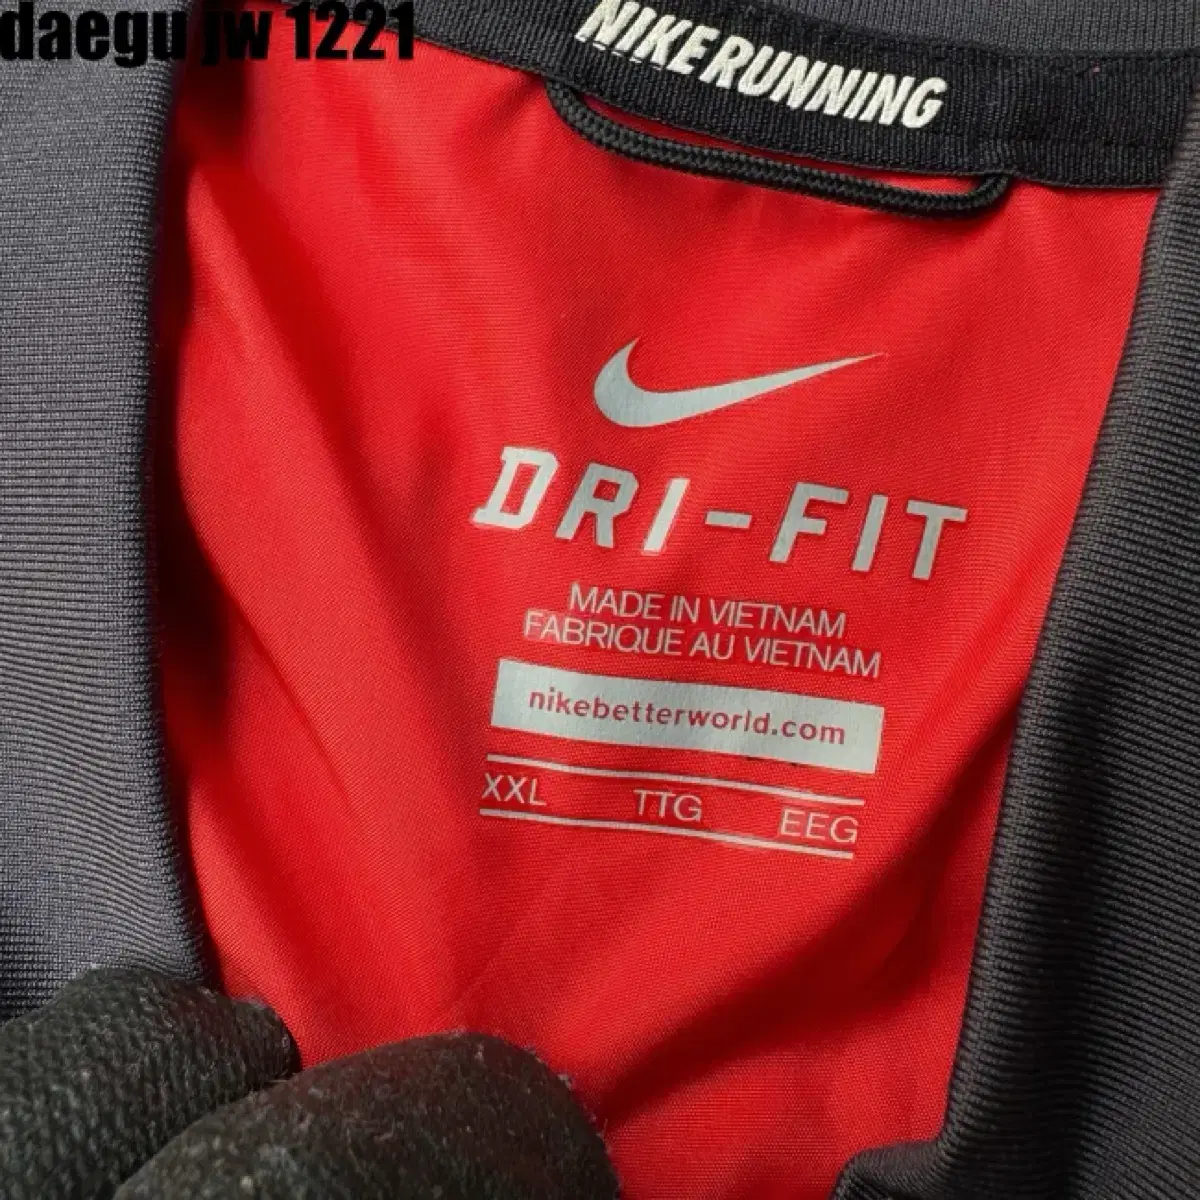 daegu jw 1221
NIKE RUNNING
DRI-FIT
MADE IN VIETNAM
FABRIQUE AU VIETNAM
nikebetterworld.com
XXL TTG EEG